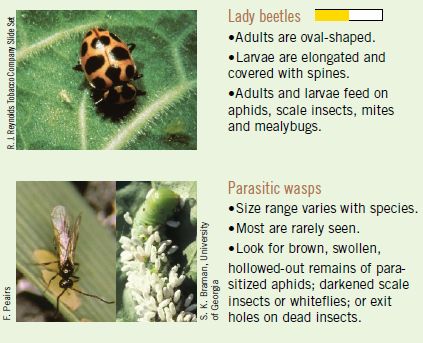 Lady beetles
•Adults are oval-shaped.
•Larvae are elongated and
covered with spines.
•Adults and larvae feed on
aphids, scale insects, mites
and mealybugs.
R. J. Reynolds Tobacco Company Slide Set
Parasitic wasps
•Size range varies with species.
•Most are rarely seen.
•Look for brown, swollen,
hollowed-out remains of para-
sitized aphids; darkened scale
insects or whiteflies; or exit
holes on dead insects.
F. Peairs
S. K. Braman, University
of Georgia